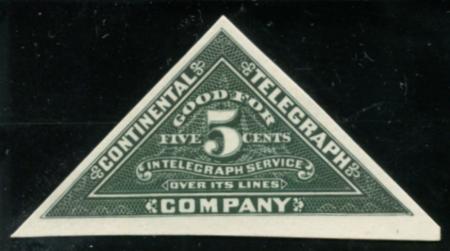 CONTINENTAL
TELEGRAPH
COMPANY
GOOD FOR
5
FIVE CENTS
IN TELEGRAPH SERVICE
OVER ITS LINES